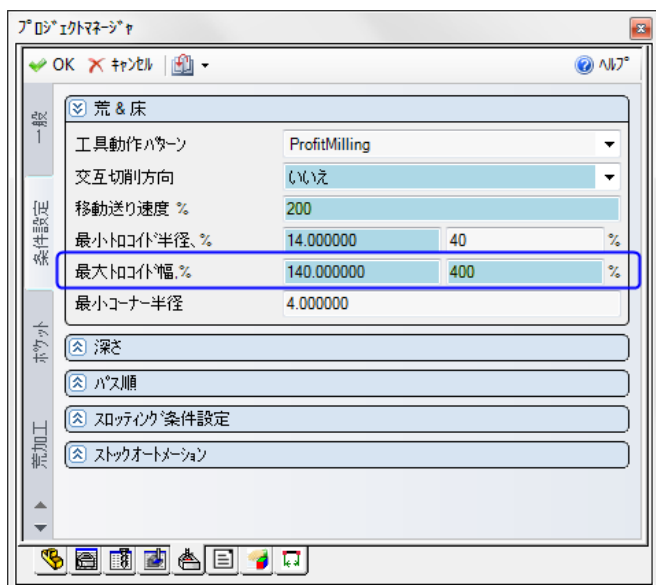 ﾌﾟﾛｼﾞｪｸﾄﾏﾈｰｼﾞｬ
OK ｷｬﾝｾﾙ ﾍﾙﾌﾟ
一般
条件設定
ﾎﾟｹｯﾄ
荒加工
荒 & 床
工具動作ﾊﾟﾀｰﾝ ProfitMilling
交互切削方向 いいえ
移動送り速度 % 200
最小ﾄﾛｺｲﾄﾞ半径、% 14.000000 40 %
最大ﾄﾛｺｲﾄﾞ幅,% 140.000000 400 %
最小ｺｰﾅｰ半径 4.000000
深さ
ﾊﾟｽ順
ｽﾛｯﾃｨﾝｸﾞ条件設定
ｽﾄｯｸｵｰﾄﾒｰｼｮﾝ